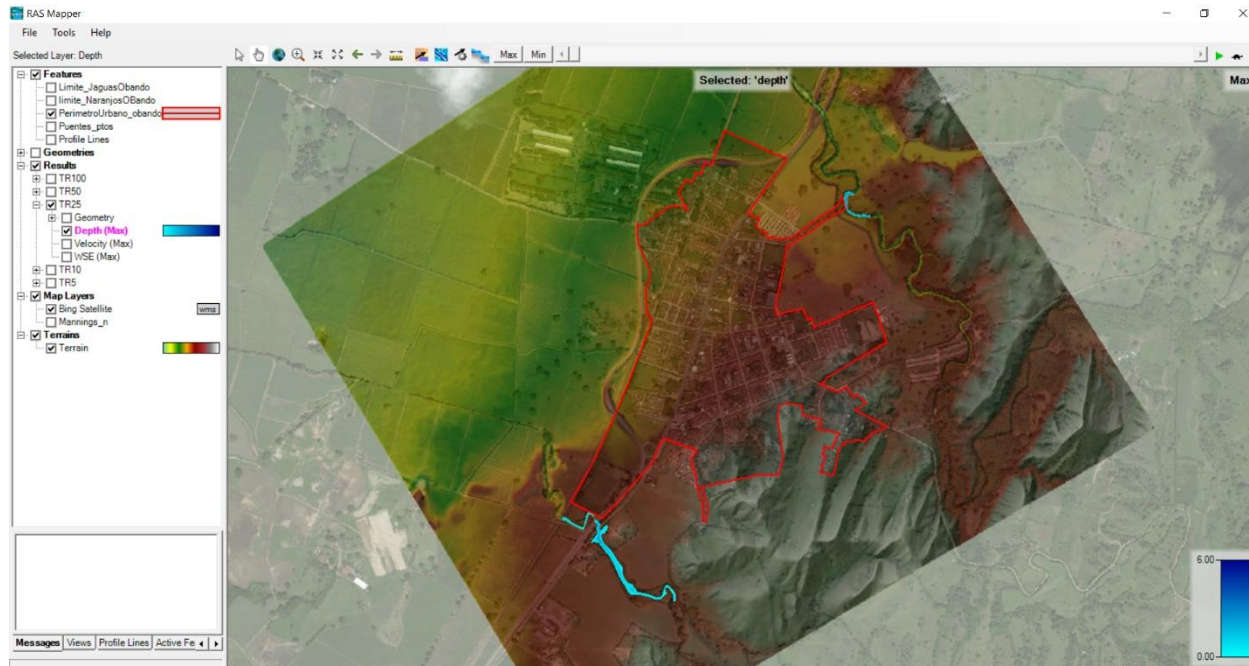 RAS Mapper
File Tools Help
Selected Layer: Depth
Max Min
Features
Limite_JaguasObando
limite_NaranjosOBando
PerimetroUrbano_obando
Puentes_ptos
Profile Lines
Geometries
Results
TR100
TR50
TR25
Geometry
Depth (Max)
Velocity (Max)
WSE (Max)
TR10
TR5
Map Layers
Bing Satellite wms
Mannings_n
Terrains
Terrain
Selected: 'depth'
Max
6.00
0.00
Messages Views Profile Lines Active Fe